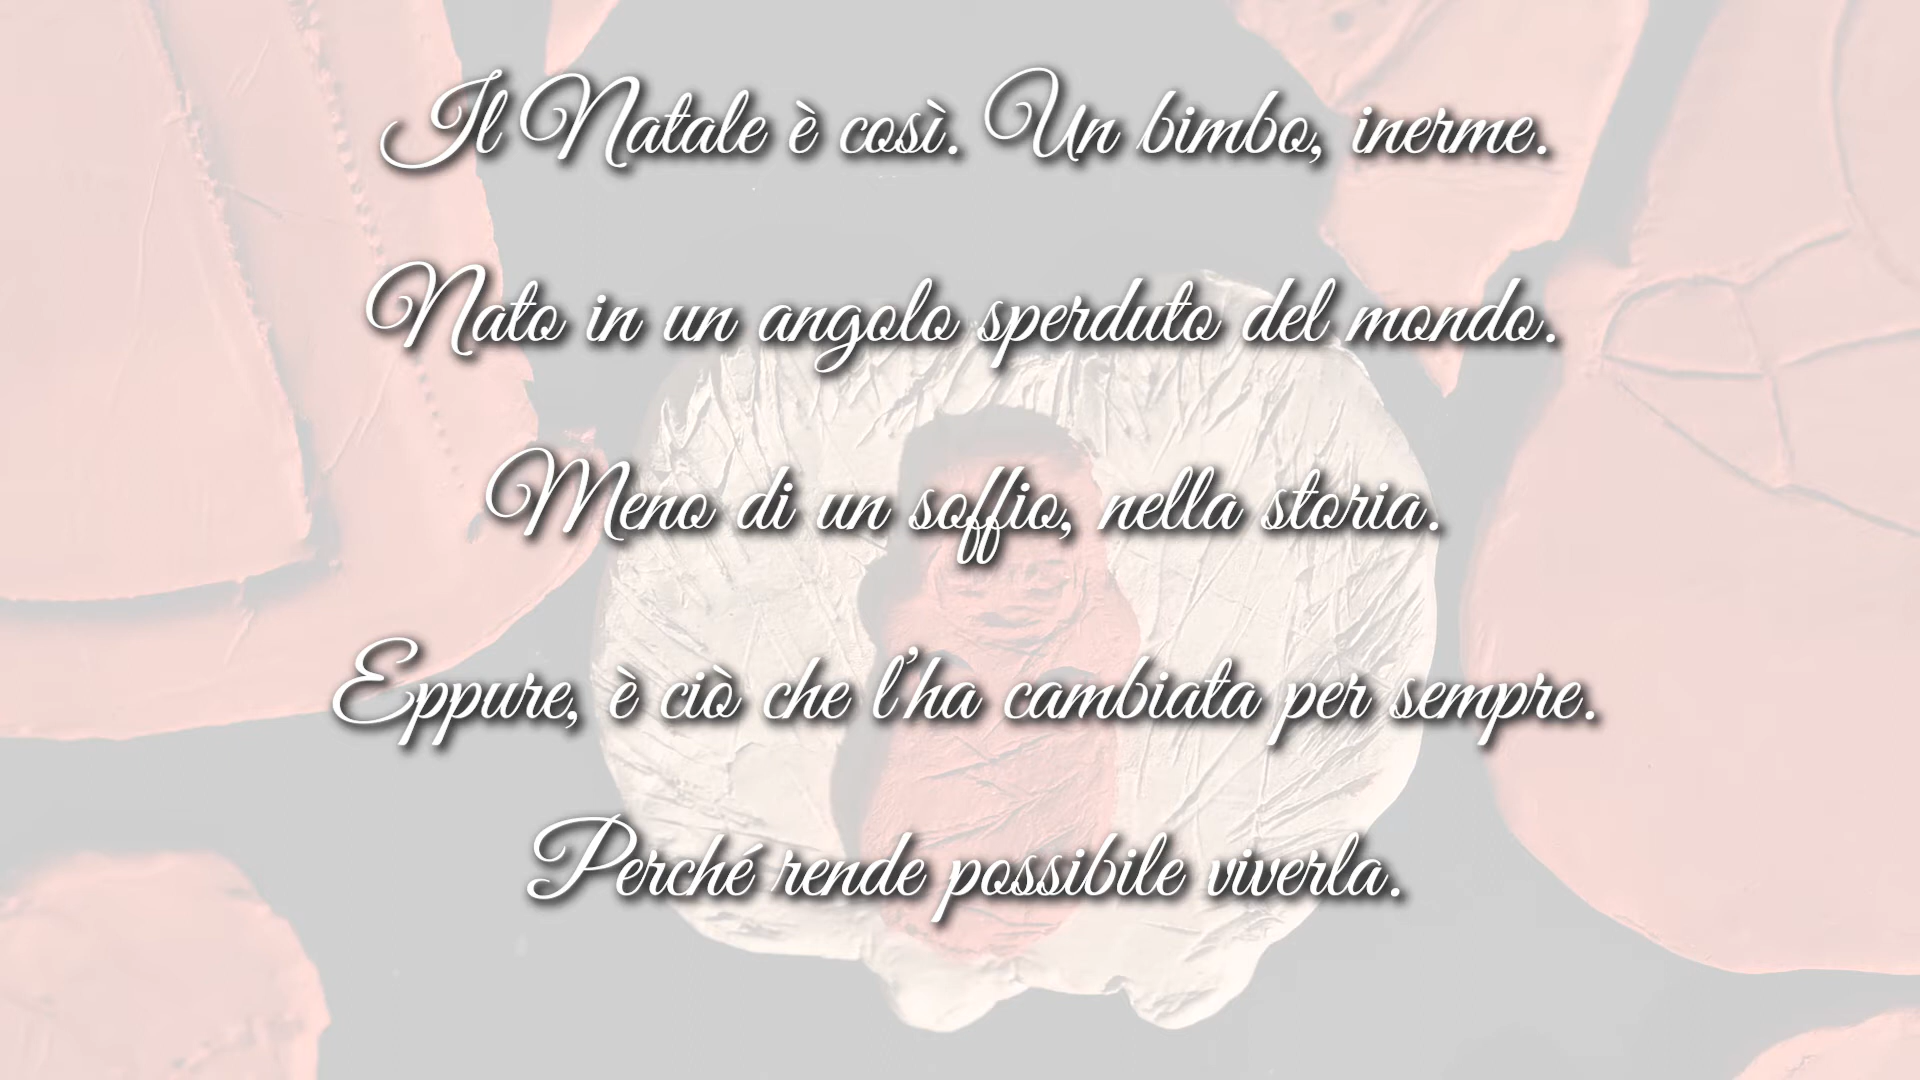 Il Natale è così. Un bimbo, inerme.
Nato in un angolo sperduto del mondo.
Meno di un soffio, nella storia.
Eppure, è ciò che l'ha cambiata per sempre.
Perché rende possibile viverla.